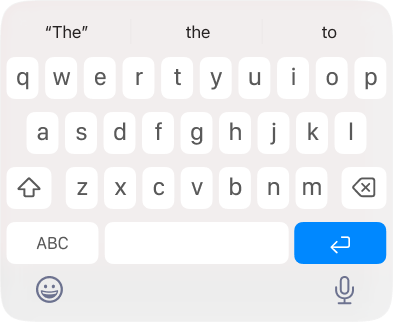 “The” the to
q w e r t y u i o p
a s d f g h j k l
z x c v b n m
ABC